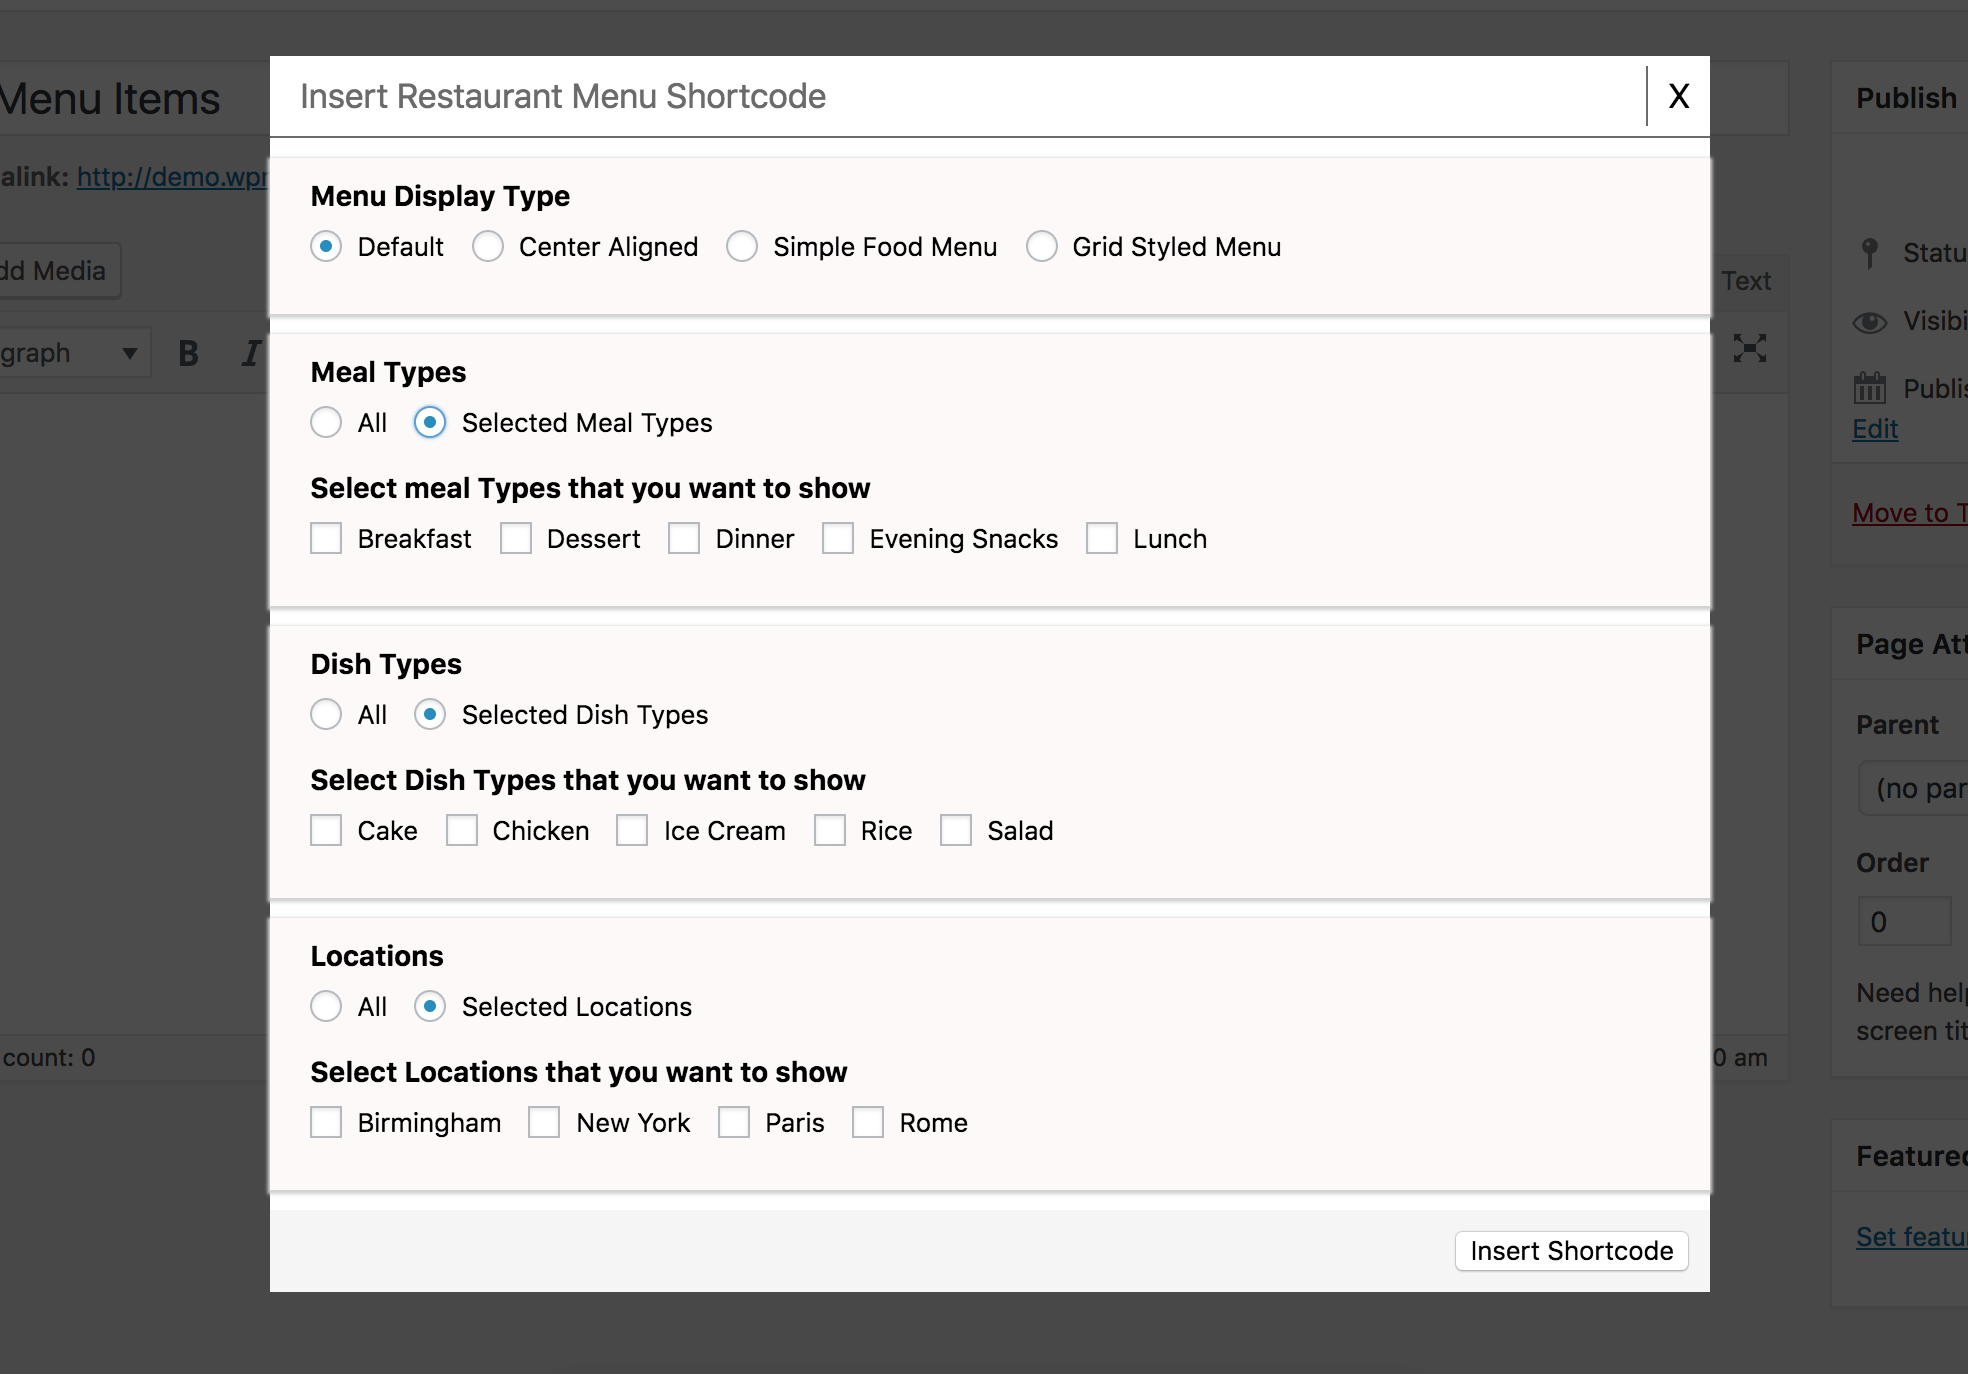 Menu Items
alink: http://demo.wpr
dd Media
graph B I
count: 0
Insert Restaurant Menu Shortcode X
Menu Display Type
Default Center Aligned Simple Food Menu Grid Styled Menu
Meal Types
All Selected Meal Types
Select meal Types that you want to show
Breakfast Dessert Dinner Evening Snacks Lunch
Dish Types
All Selected Dish Types
Select Dish Types that you want to show
Cake Chicken Ice Cream Rice Salad
Locations
All Selected Locations
Select Locations that you want to show
Birmingham New York Paris Rome
Insert Shortcode
Text
0 am
Publish
Statu
Visibi
Publis
Edit
Move to T
Page Att
Parent
(no par
Order
0
Need help
screen tit
Featured
Set featu